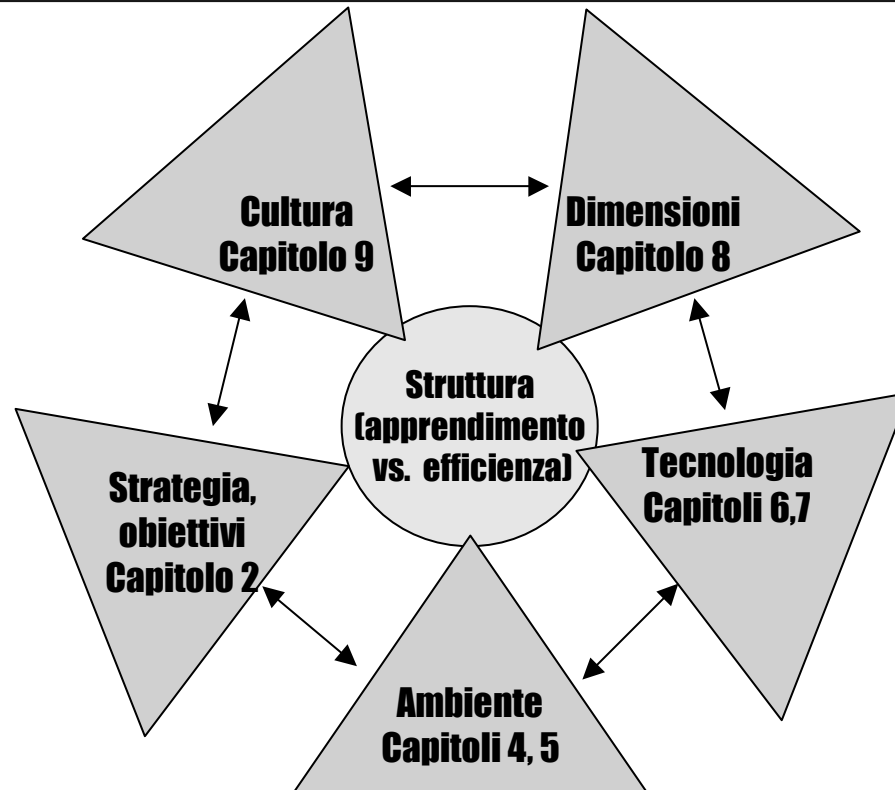 Cultura
Capitolo 9
Dimensioni
Capitolo 8
Struttura
(apprendimento
vs. efficienza)
Strategia,
obiettivi
Capitolo 2
Tecnologia
Capitoli 6,7
Ambiente
Capitoli 4, 5